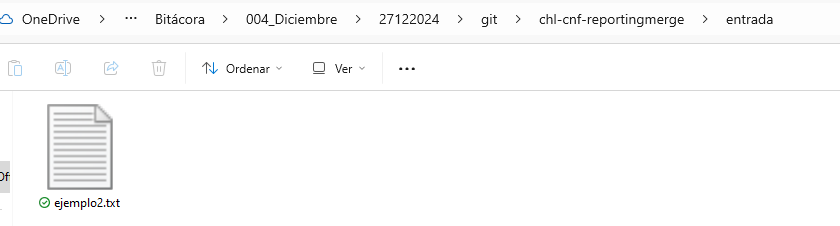 OneDrive > ··· Bitácora > 004_Diciembre > 27122024 > git > chl-cnf-reportingmerge > entrada
Ordenar Ver ···
ejemplo2.txt